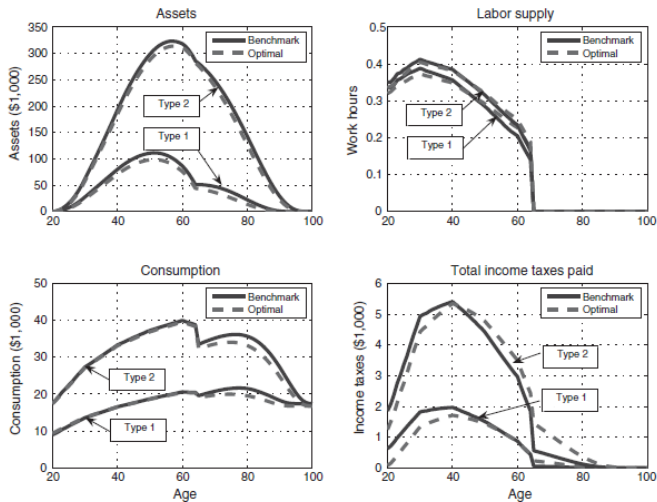 Assets
Assets ($1,000)
350
300
250
200
150
100
50
0
20 40 60 80 100
Benchmark
Optimal
Type 2
Type 1
Labor supply
Work hours
0.5
0.4
0.3
0.2
0.1
0
20 40 60 80 100
Benchmark
Optimal
Type 2
Type 1
Consumption
Consumption ($1,000)
50
40
30
20
10
0
20 40 60 80 100
Age
Benchmark
Optimal
Type 2
Type 1
Total income taxes paid
Income taxes ($1,000)
6
5
4
3
2
1
0
20 40 60 80 100
Age
Benchmark
Optimal
Type 2
Type 1